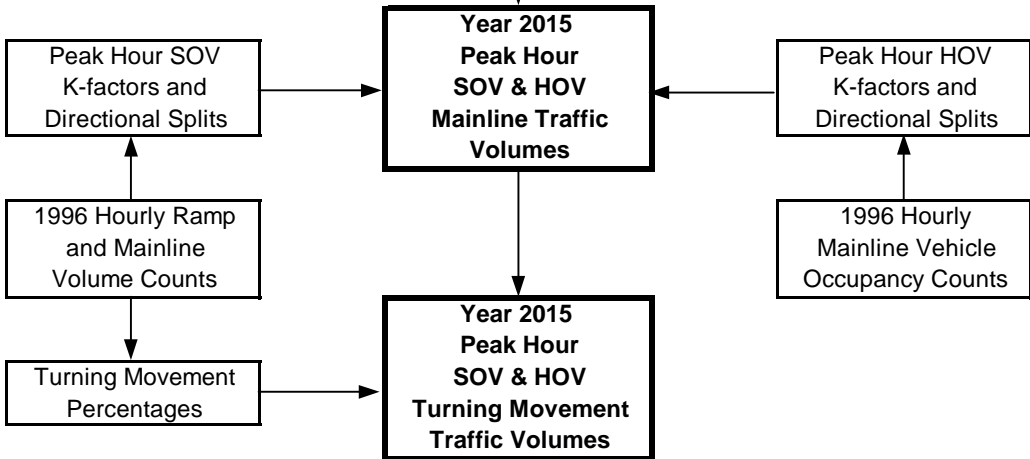 Year 2015
Peak Hour
SOV & HOV
Mainline Traffic
Volumes
Peak Hour SOV
K-factors and
Directional Splits
Peak Hour HOV
K-factors and
Directional Splits
1996 Hourly Ramp
and Mainline
Volume Counts
1996 Hourly
Mainline Vehicle
Occupancy Counts
Turning Movement
Percentages
Year 2015
Peak Hour
SOV & HOV
Turning Movement
Traffic Volumes